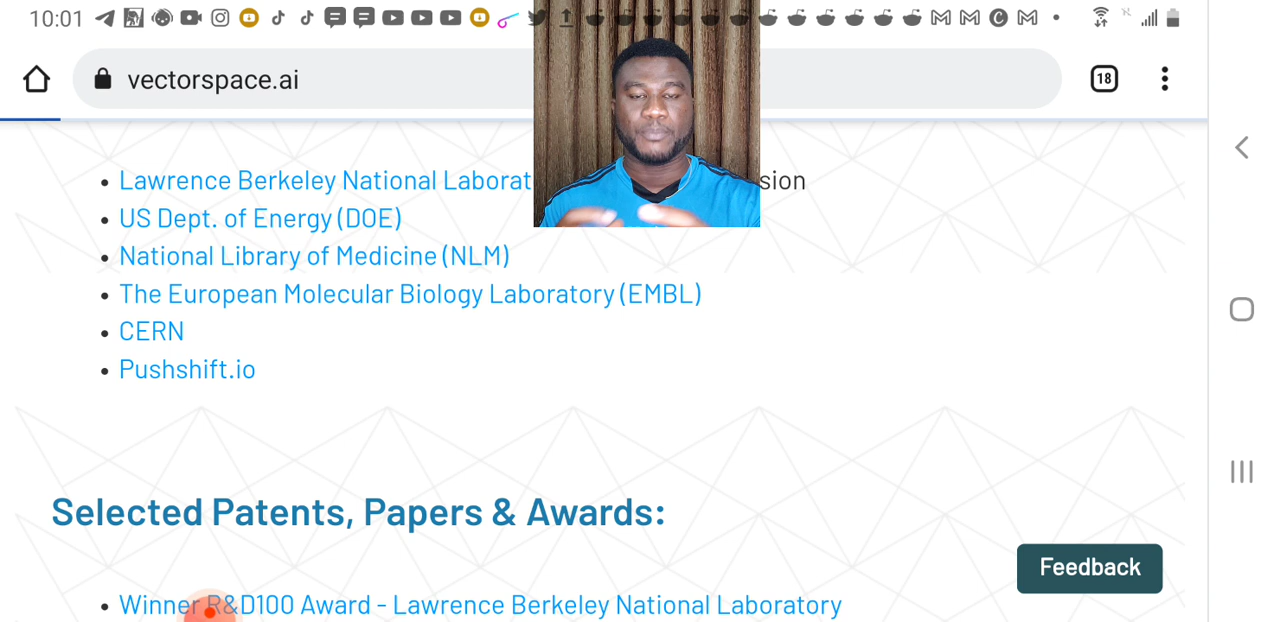 10:01
vectorspace.ai
18
Lawrence Berkeley National Laborat sion
US Dept. of Energy (DOE)
National Library of Medicine (NLM)
The European Molecular Biology Laboratory (EMBL)
CERN
Pushshift.io
Selected Patents, Papers & Awards:
Feedback
Winner R&D100 Award - Lawrence Berkeley National Laboratory